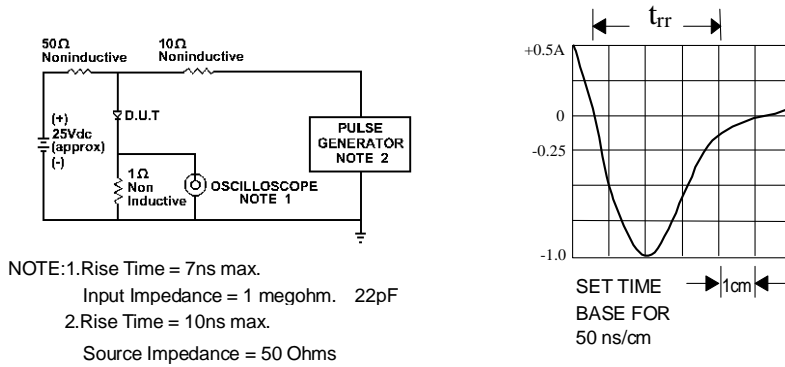 50Ω
Noninductive
10Ω
Noninductive
(+)
25Vdc
(approx)
(-)
D.U.T
1Ω
Non
Inductive
OSCILLOSCOPE
NOTE 1
PULSE
GENERATOR
NOTE 2
NOTE:1.Rise Time = 7ns max.
Input Impedance = 1 megohm. 22pF
2.Rise Time = 10ns max.
Source Impedance = 50 Ohms
trr
+0.5A
0
-0.25
-1.0
SET TIME
BASE FOR
50 ns/cm
1cm